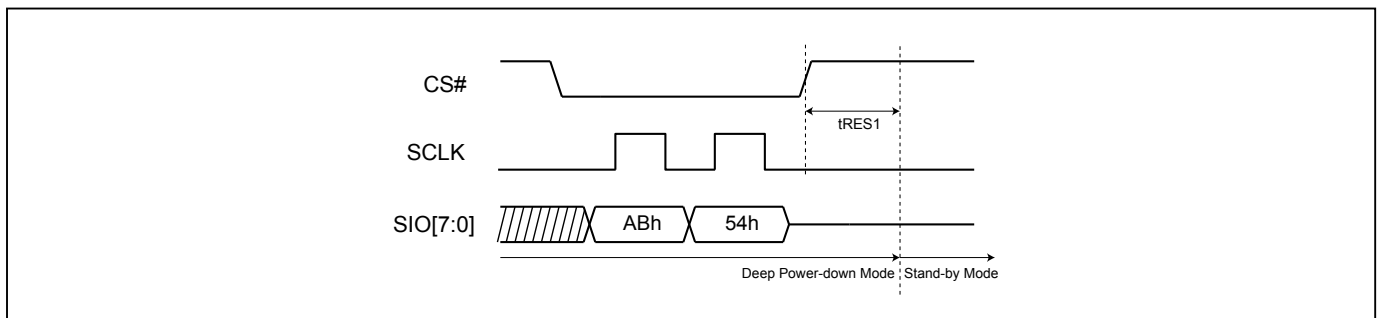 CS#
tRES1
SCLK
SIO[7:0]
ABh
54h
Deep Power-down Mode
Stand-by Mode